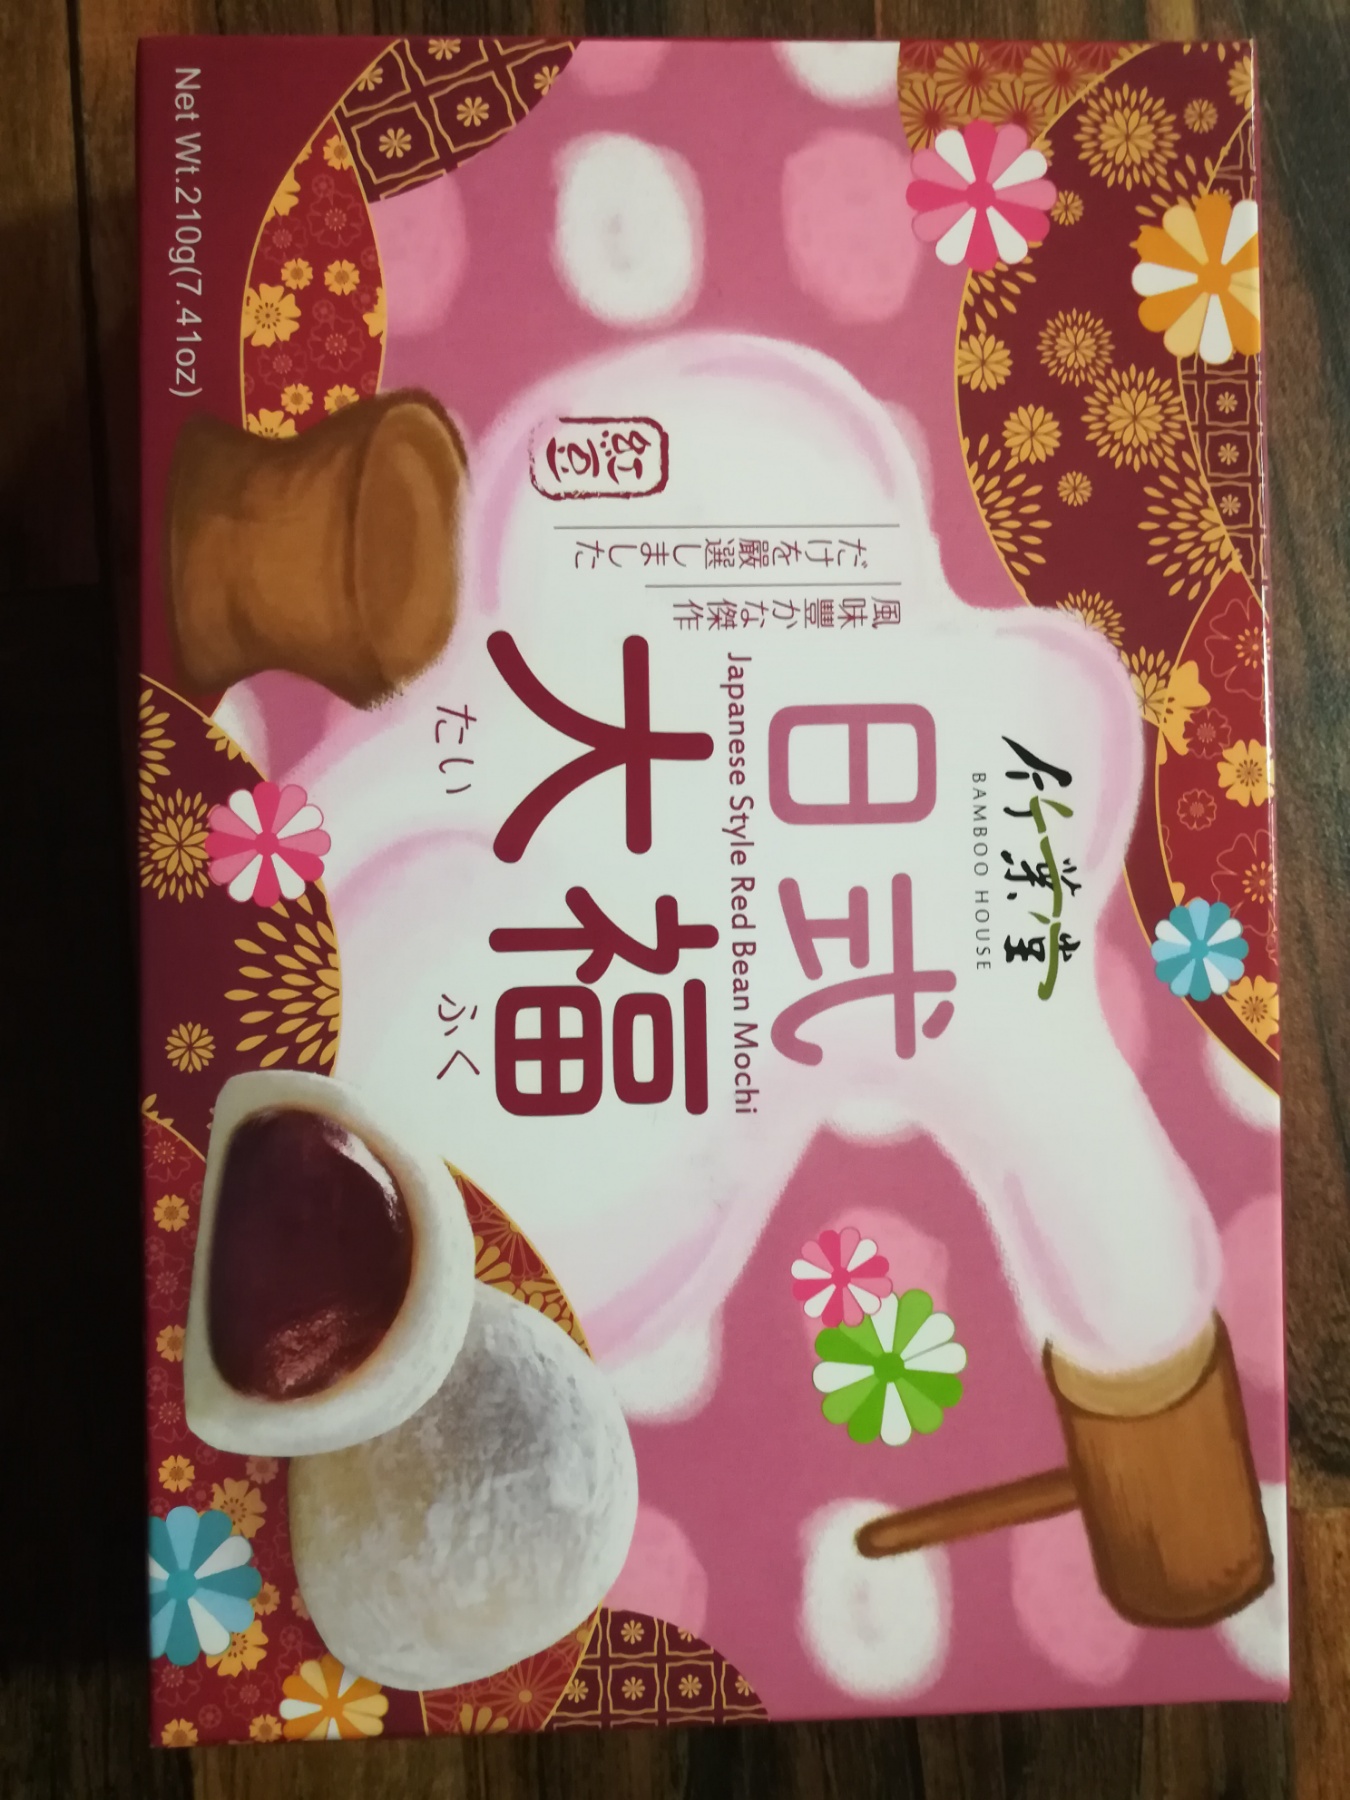 竹葉堂
BAMBOO HOUSE
日式
Japanese Style Red Bean Mochi
大福
たい ふく
風味豊かな傑作
だけを嚴選しました
紅豆
Net Wt.210g(7.41oz)